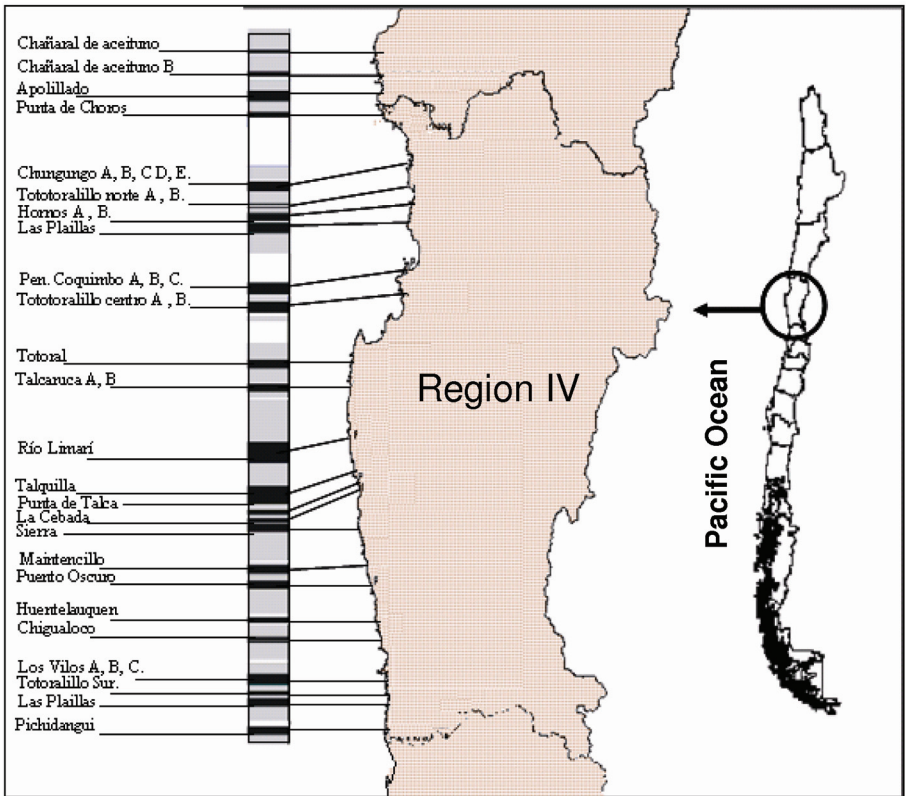 Chañaral de aceituno
Chañaral de aceituno B
Apolillado
Punta de Choros
Chungungo A, B, C D, E.
Tototoralillo norte A , B.
Hornos A , B.
Las Plaillas
Pen. Coquimbo A, B, C.
Tototoralillo centro A , B.
Totoral
Talcaruca A, B
Río Limarí
Talquilla
Punta de Talca
La Cebada
Sierra
Maintencillo
Puerto Oscuro
Huentelauquen
Chigualoco
Los Vilos A, B, C.
Totoralillo Sur.
Las Plaillas
Pichidangui
Region IV
Pacific Ocean